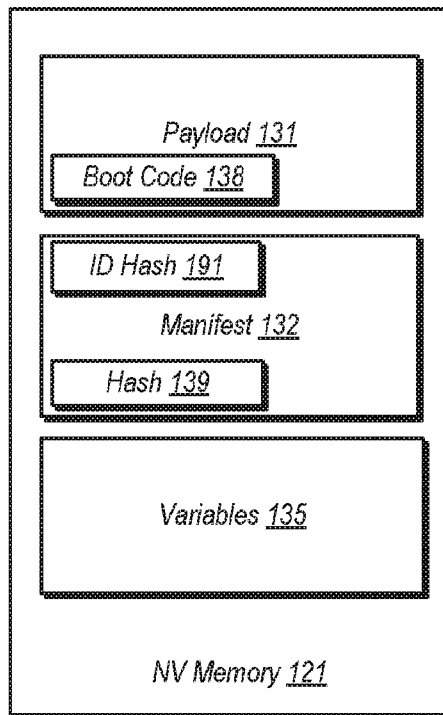 Payload 131
Boot Code 138
ID Hash 191
Manifest 132
Hash 139
Variables 135
NV Memory 121